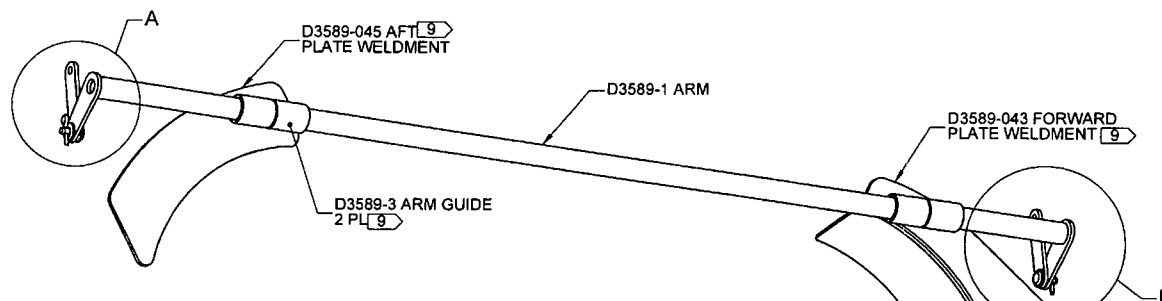 A
D3589-045 AFT 9
PLATE WELDMENT
D3589-1 ARM
D3589-043 FORWARD
PLATE WELDMENT 9
D3589-3 ARM GUIDE
2 PL 9